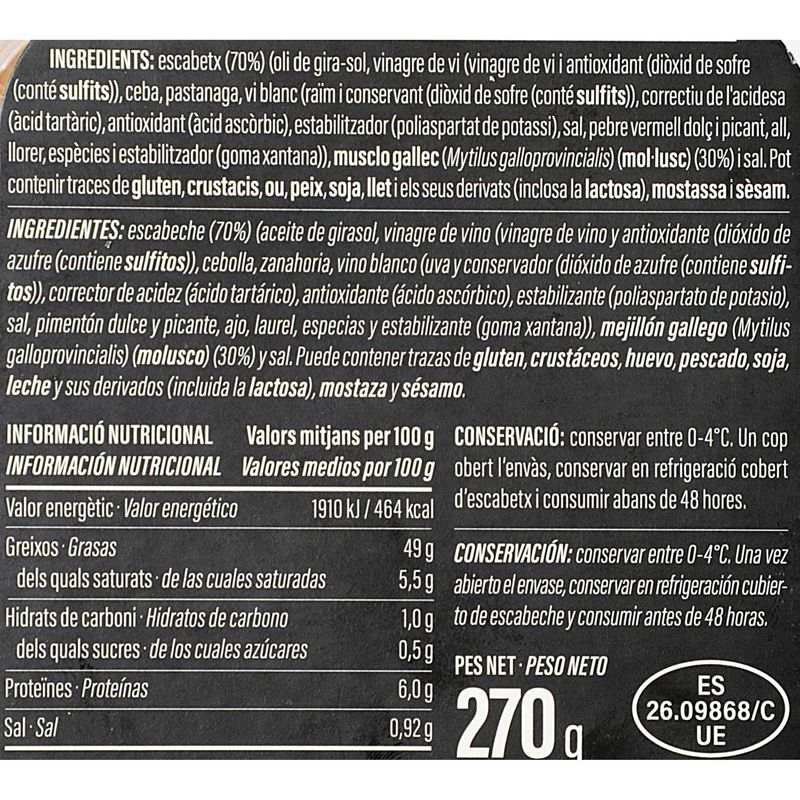 INGREDIENTS: escabetx (70%) (oli de gira-sol, vinagre de vi (vinagre de vi i antioxidant (diòxid de sofre
(conté sulfits)), ceba, pastanaga, vi blanc (raïm i conservant (diòxid de sofre (conté sulfits)), correctiu de l'acidesa
(àcid tartàric), antioxidant (àcid ascòrbic), estabilitzador (poliaspartat de potassi), sal, pebre vermell dolç i picant, all,
llorer, espècies i estabilitzador (goma xantana)), musclo gallec (Mytilus galloprovincialis) (mol·lusc) (30%) i sal. Pot
contenir traces de gluten, crustacis, ou, peix, soja, llet i els seus derivats (inclosa la lactosa), mostassa i sèsam.
INGREDIENTES: escabeche (70%) (aceite de girasol, vinagre de vino (vinagre de vino y antioxidante (dióxido de
azufre (contiene sulfitos)), cebolla, zanahoria, vino blanco (uva y conservador (dióxido de azufre (contiene sulfi-
tos)), corrector de acidez (ácido tartárico), antioxidante (ácido ascórbico), estabilizante (poliaspartato de potasio),
sal, pimentón dulce y picante, ajo, laurel, especias y estabilizante (goma xantana)), mejillón gallego (Mytilus
galloprovincialis) (molusco) (30%) y sal. Puede contener trazas de gluten, crustáceos, huevo, pescado, soja,
leche y sus derivados (incluida la lactosa), mostaza y sésamo.
INFORMACIÓ NUTRICIONAL Valors mitjans per 100 g
INFORMACIÓN NUTRICIONAL Valores medios por 100 g
Valor energètic · Valor energético 1910 kJ / 464 kcal
Greixos · Grasas 49 g
dels quals saturats · de las cuales saturadas 5,5 g
Hidrats de carboni · Hidratos de carbono 1,0 g
dels quals sucres · de los cuales azúcares 0,5 g
Proteïnes · Proteínas 6,0 g
Sal · Sal 0,92 g
CONSERVACIÓ: conservar entre 0-4°C. Un cop
obert l'envàs, conservar en refrigeració cobert
d'escabetx i consumir abans de 48 hores.
CONSERVACIÓN: conservar entre 0-4°C. Una vez
abierto el envase, conservar en refrigeración cubier-
to de escabeche y consumir antes de 48 horas.
PES NET · PESO NETO
270 g
ES
26.09868/C
UE